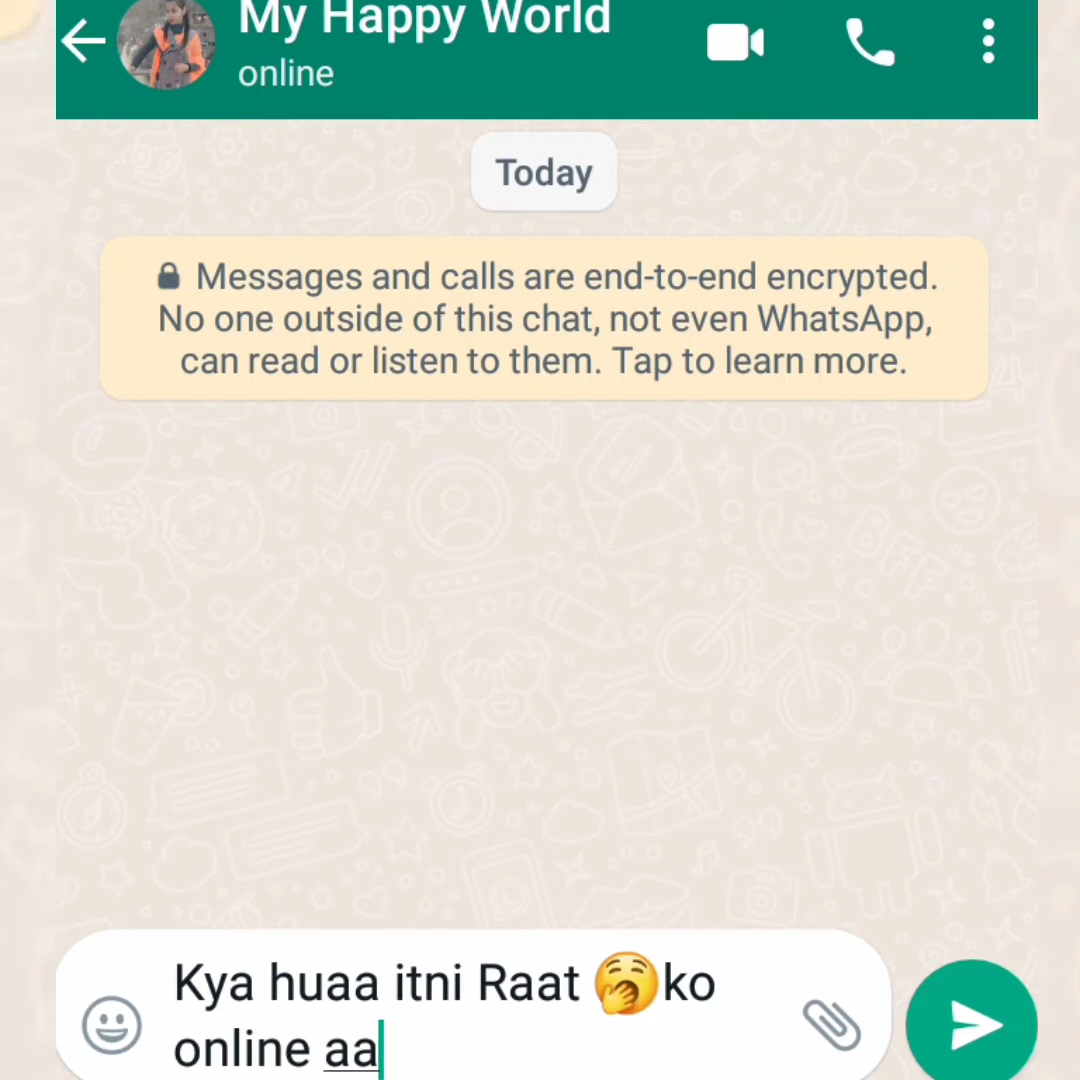 My Happy World
online
Today
Messages and calls are end-to-end encrypted.
No one outside of this chat, not even WhatsApp,
can read or listen to them. Tap to learn more.
Kya huaa itni Raat 🥱ko
online aa